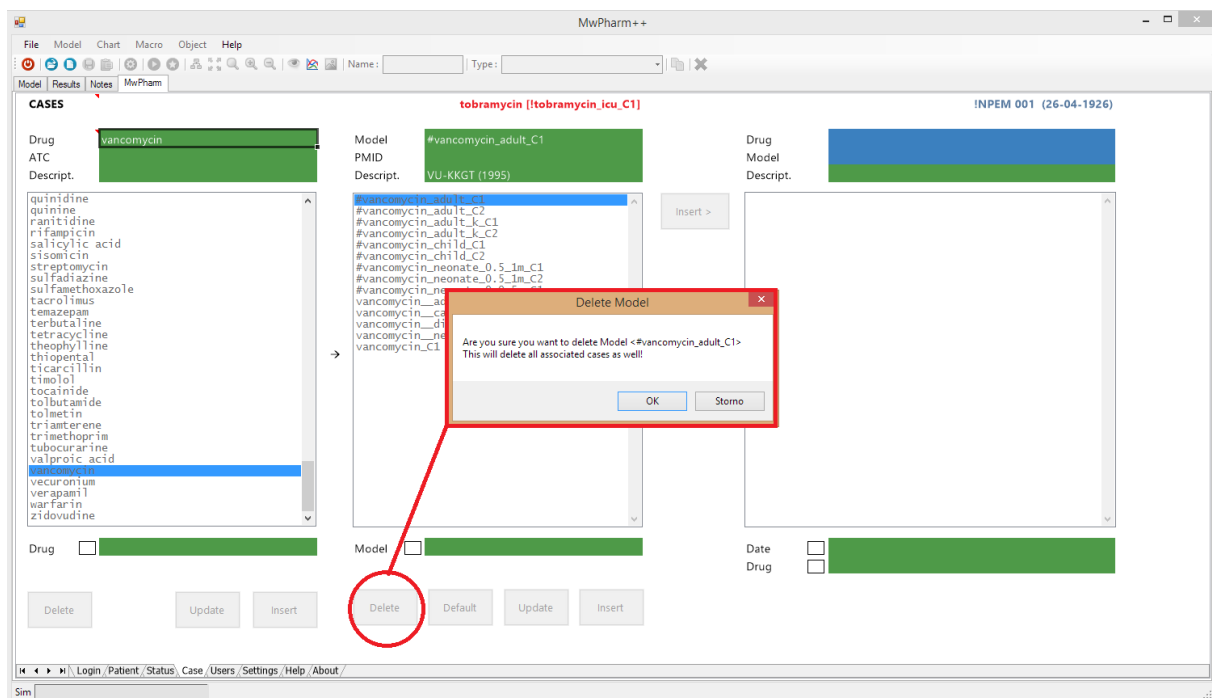 MwPharm++
File Model Chart Macro Object Help
Name: Type:
Model Results Notes MwPharm
CASES tobramycin [!tobramycin_icu_C1] !NPEM 001 (26-04-1926)
Drug vancomycin
ATC
Descript.
Model #vancomycin_adult_C1
PMID
Descript. VU-KKGT (1995)
Drug
Model
Descript.
quinidine
quinine
ranitidine
rifampicin
salicylic acid
sisomicin
streptomycin
sulfadiazine
sulfamethoxazole
tacrolimus
temazepam
terbutaline
tetracycline
theophylline
thiopental
ticarcillin
timolol
tocainide
tolbutamide
tolmetin
triamterene
trimethoprim
tubocurarine
valproic acid
vancomycin
vecuronium
verapamil
warfarin
zidovudine
#vancomycin_adult_C1
#vancomycin_adult_C2
#vancomycin_adult_k_C1
#vancomycin_adult_k_C2
#vancomycin_child_C1
#vancomycin_child_C2
#vancomycin_neonate_0.5_1m_C1
#vancomycin_neonate_0.5_1m_C2
vancomycin_C1
Insert >
Delete Model
Are you sure you want to delete Model <#vancomycin_adult_C1>
This will delete all associated cases as well!
OK Storno
Drug
Model
Date
Drug
Delete Update Insert
Delete Default Update Insert
Login Patient Status Case Users Settings Help About
Sim